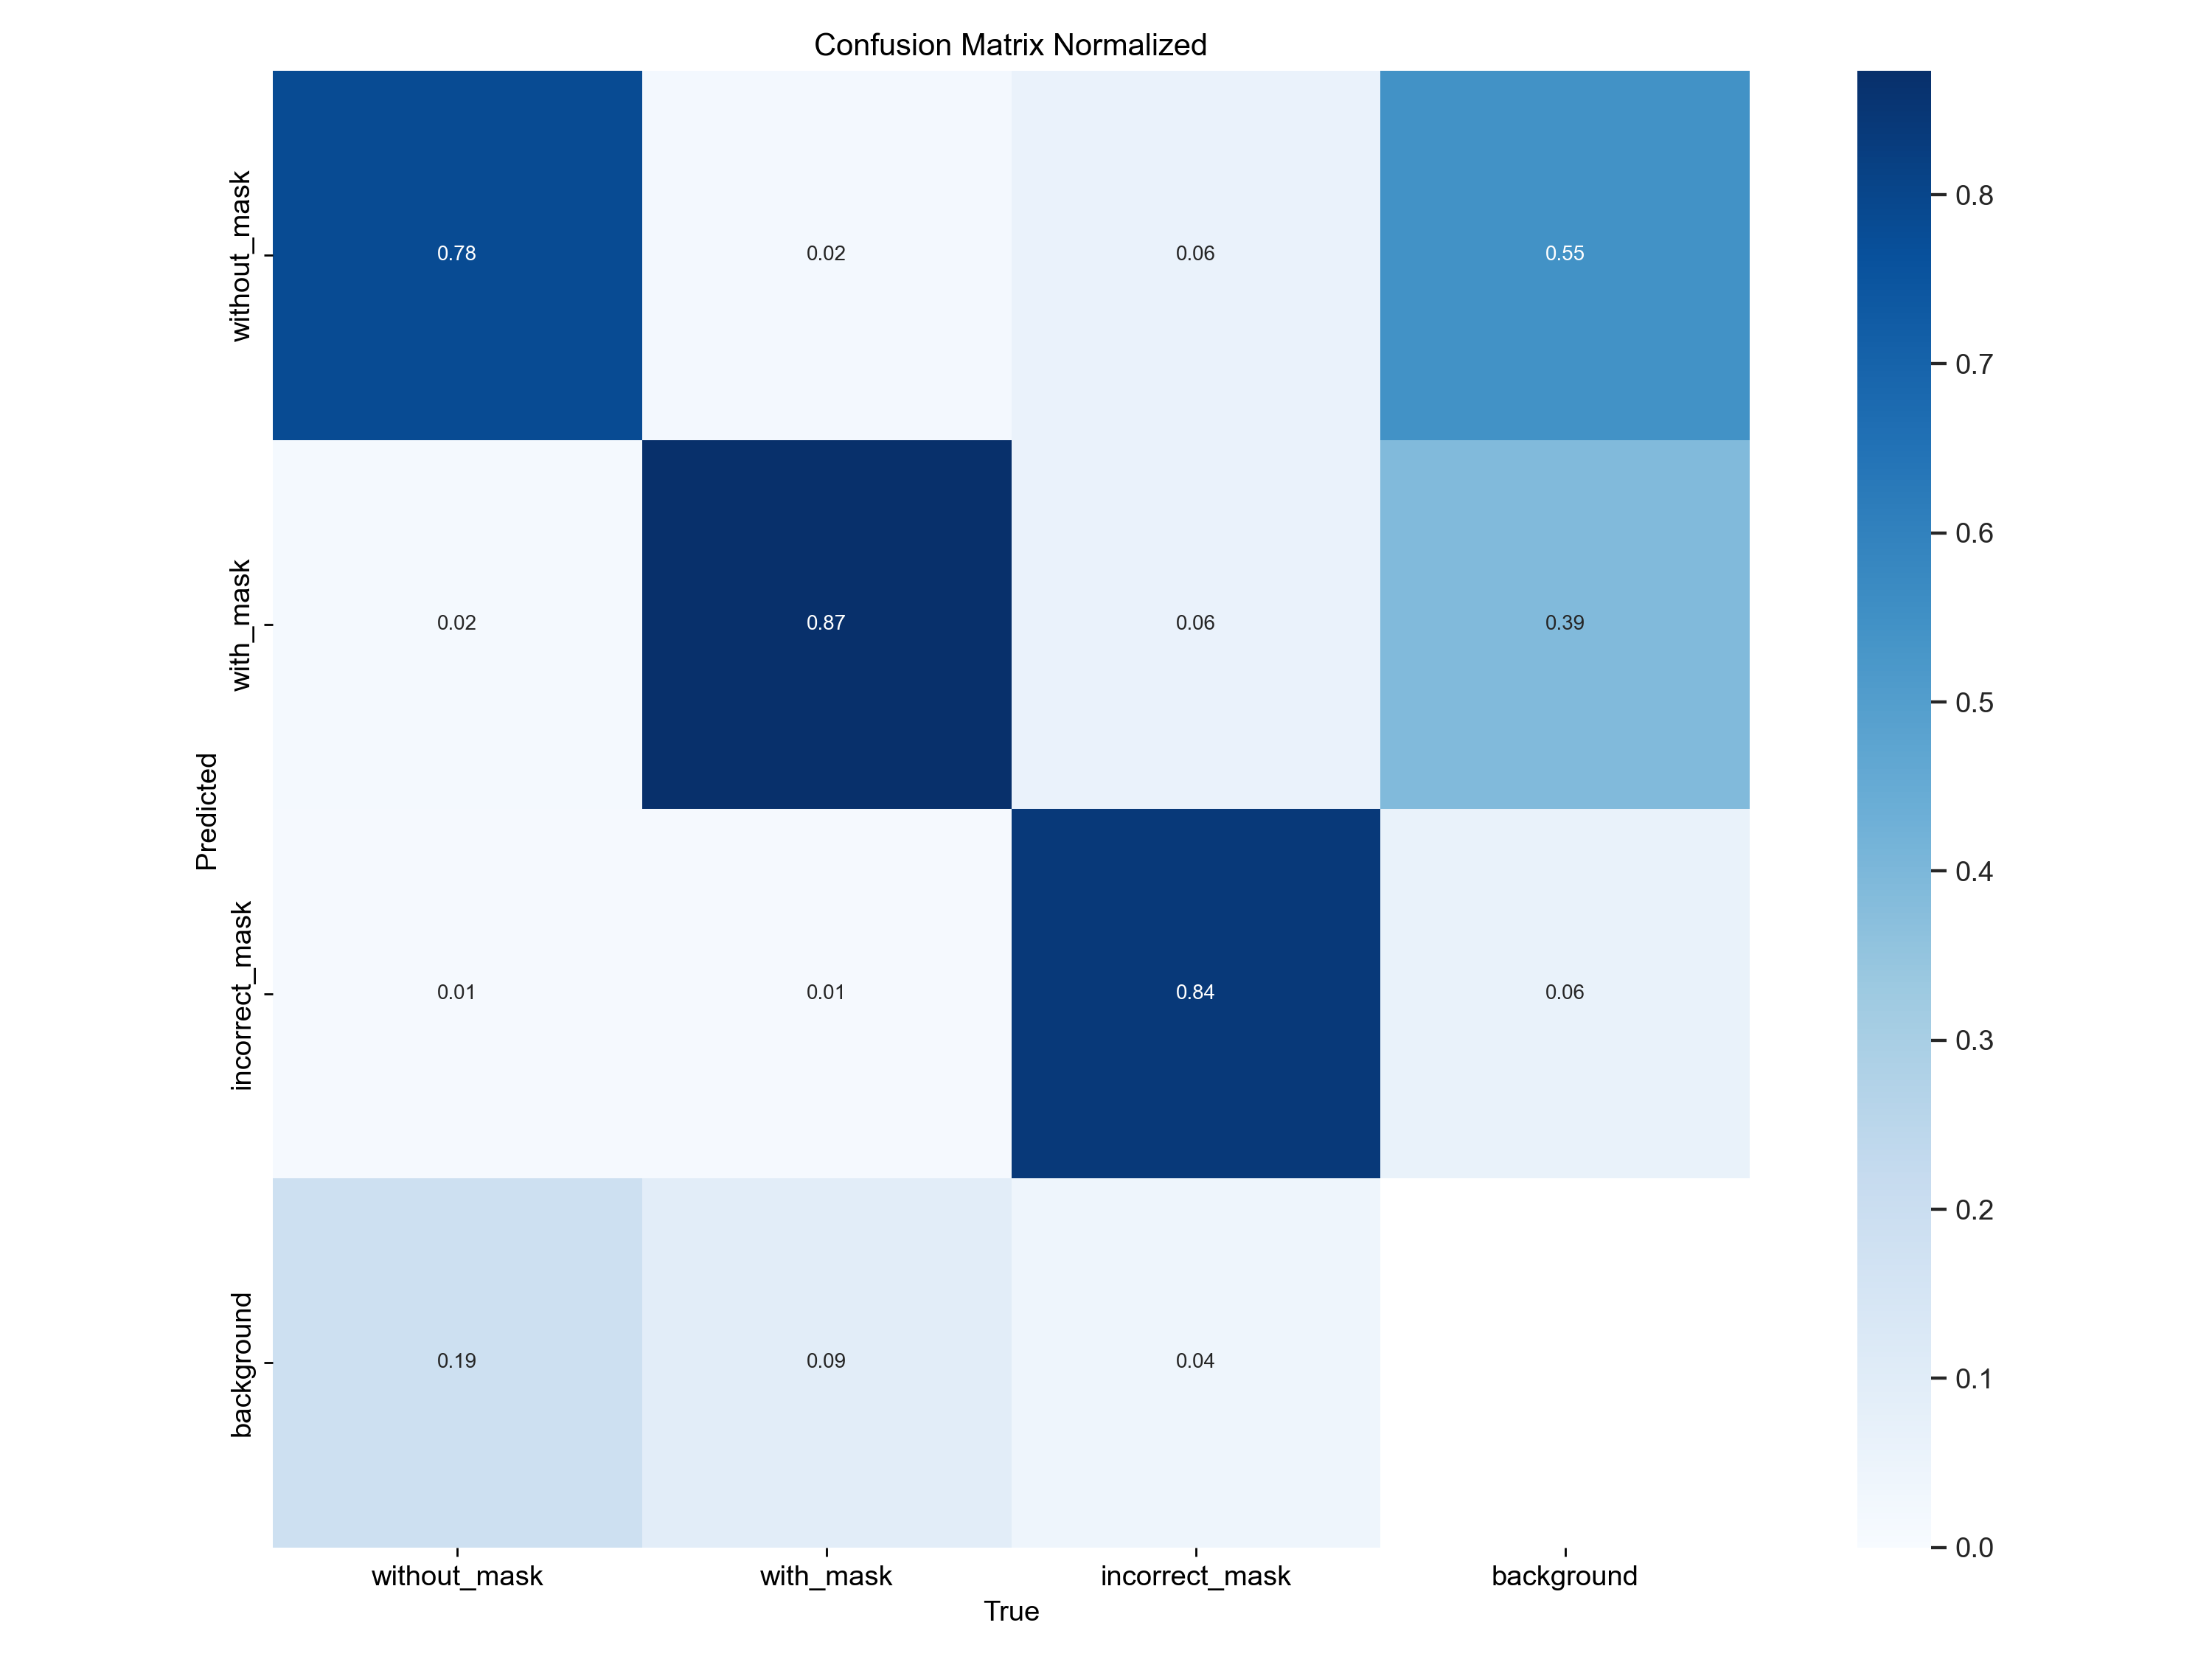 Confusion Matrix Normalized
without_mask
0.78
0.02
0.06
0.55
with_mask
0.02
0.87
0.06
0.39
incorrect_mask
0.01
0.01
0.84
0.06
background
0.19
0.09
0.04
Predicted
without_mask
with_mask
incorrect_mask
background
True
0.8
0.7
0.6
0.5
0.4
0.3
0.2
0.1
0.0